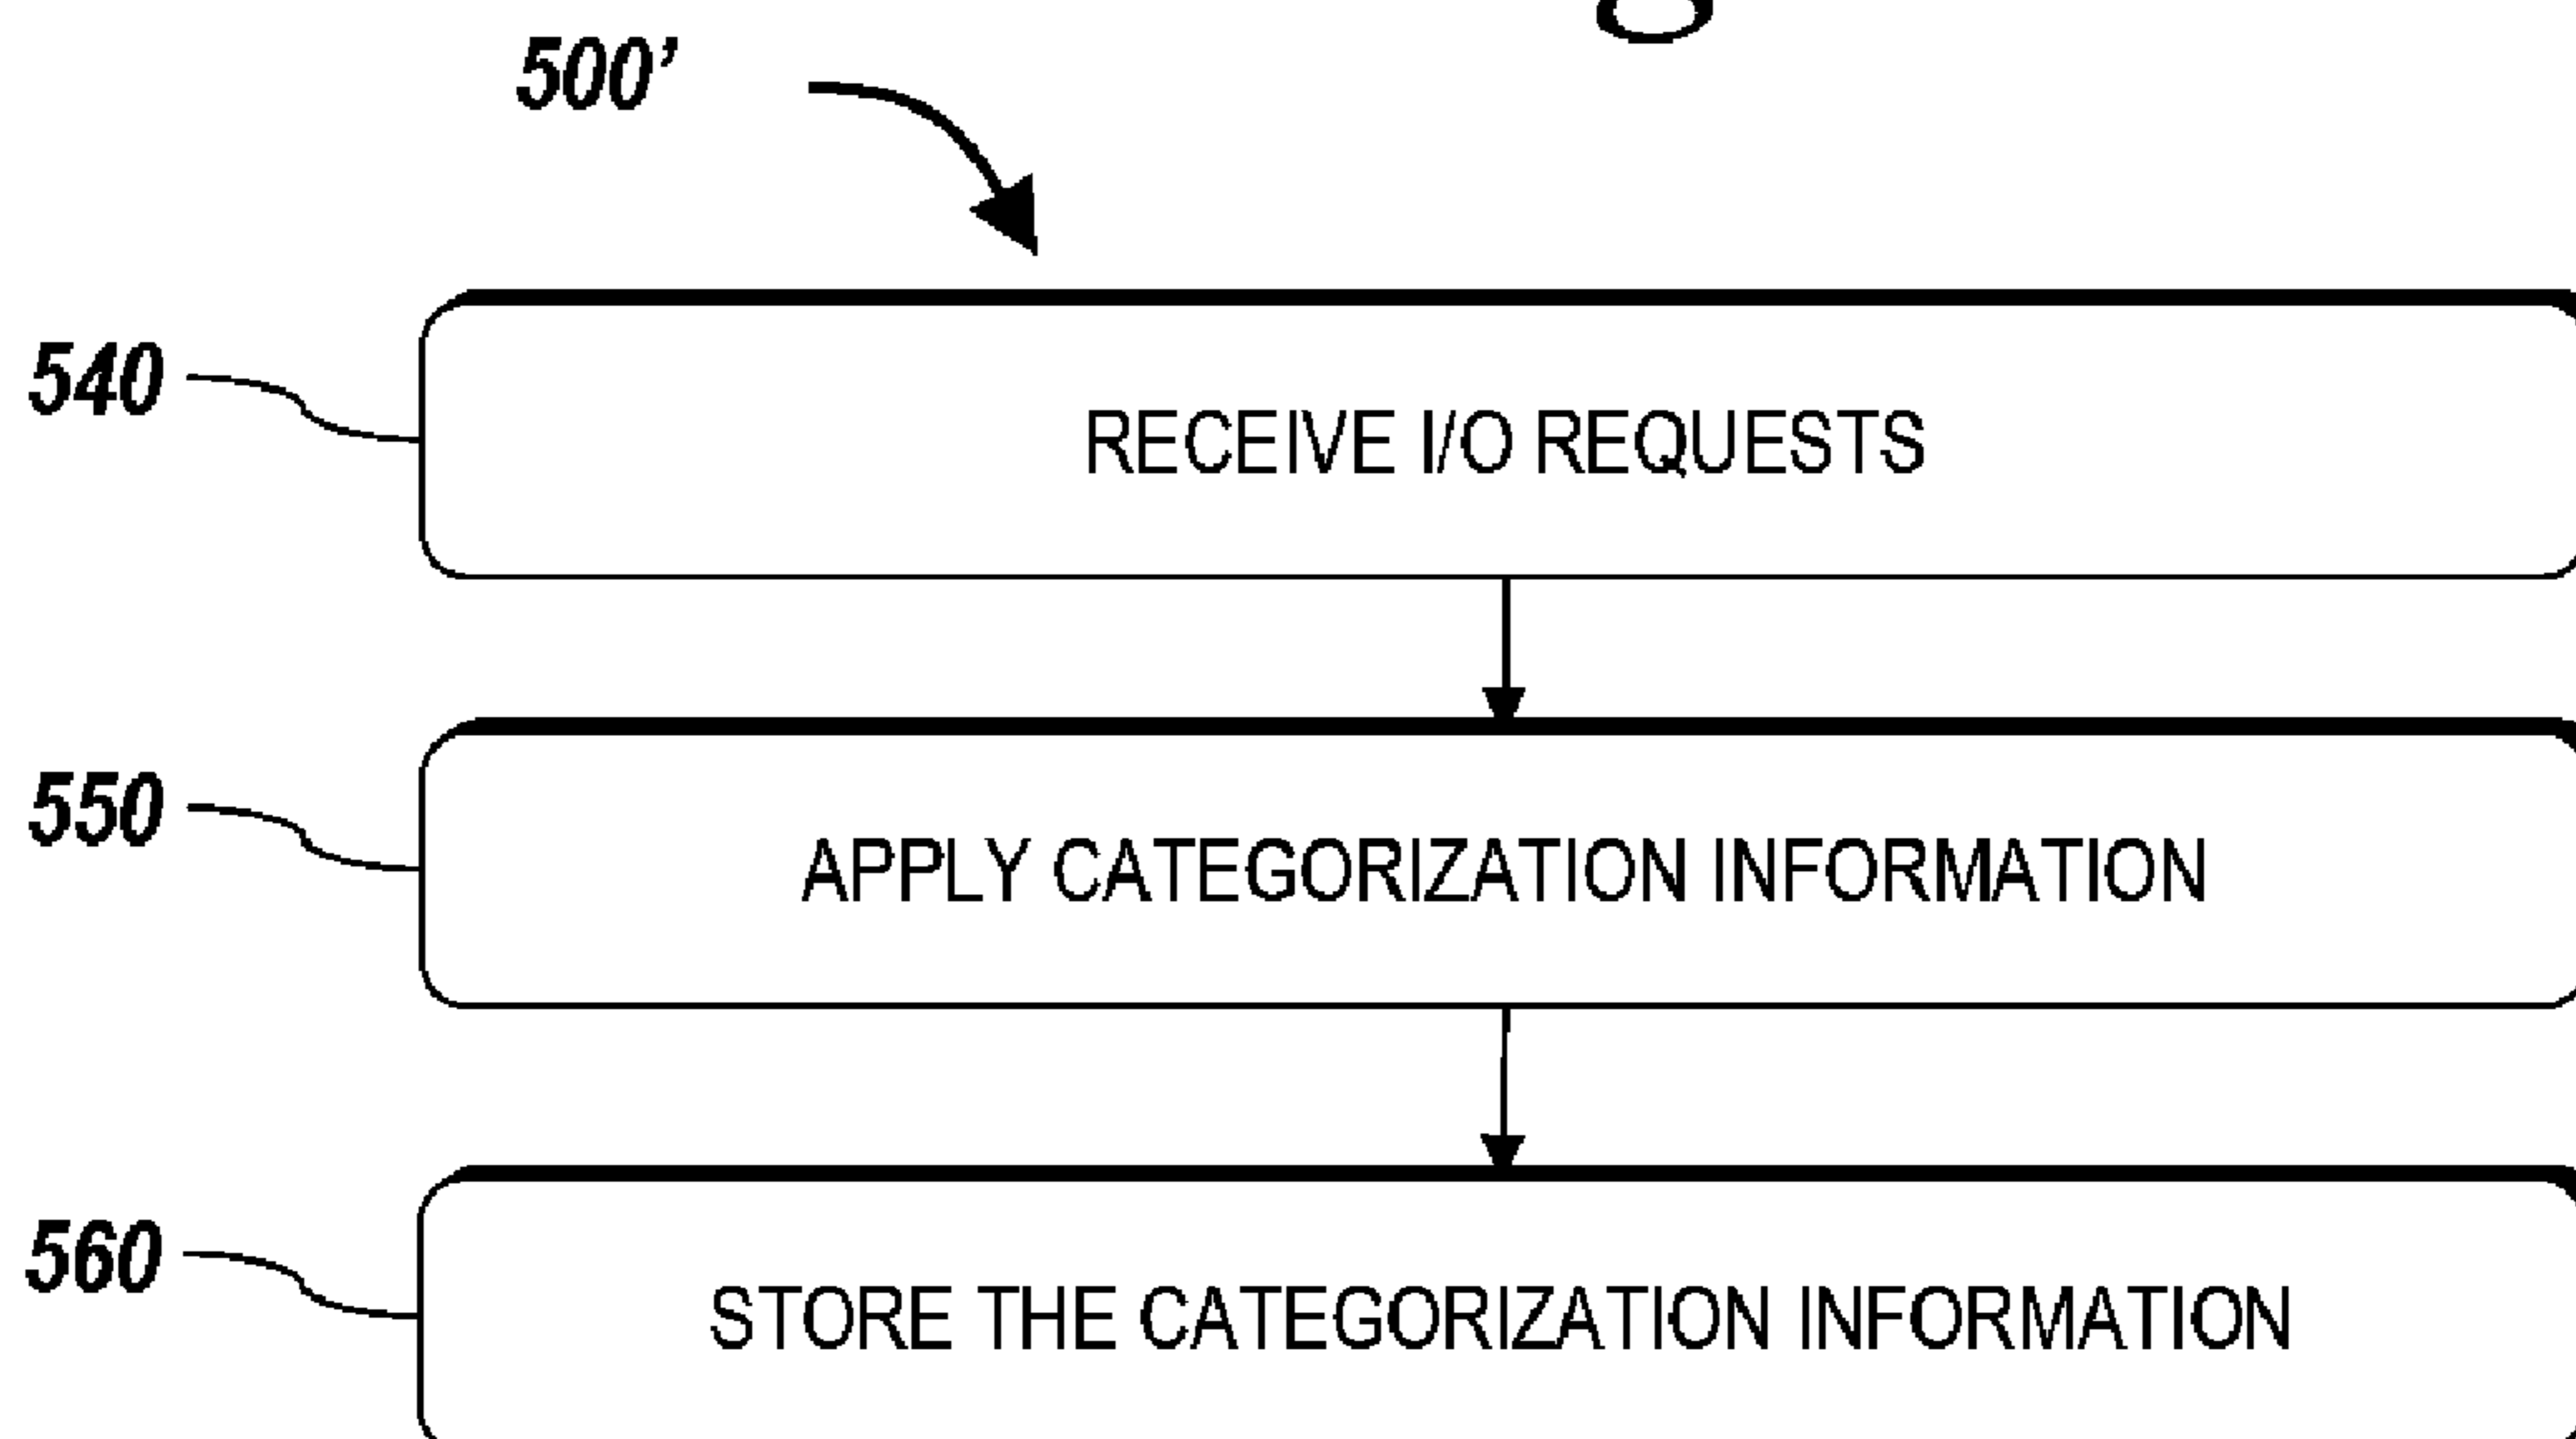 500’
540
RECEIVE I/O REQUESTS
550
APPLY CATEGORIZATION INFORMATION
560
STORE THE CATEGORIZATION INFORMATION